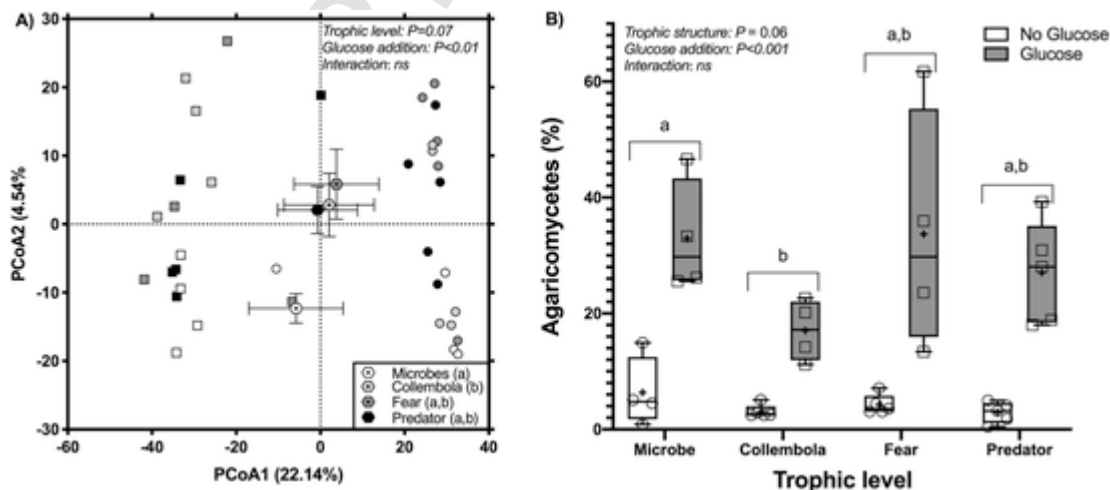 A)
Trophic level: P=0.07
Glucose addition: P<0.01
Interaction: ns
PCoA2 (4.54%)
30
20
10
0
-10
-20
-30
Microbes (a)
Collembola (b)
Fear (a,b)
Predator (a,b)
-60
-40
-20
0
20
40
PCoA1 (22.14%)
B)
Trophic structure: P = 0.06
Glucose addition: P<0.001
Interaction: ns
No Glucose
Glucose
a
b
a,b
a,b
Agaricomycetes (%)
60
40
20
0
Microbe
Collembola
Fear
Predator
Trophic level